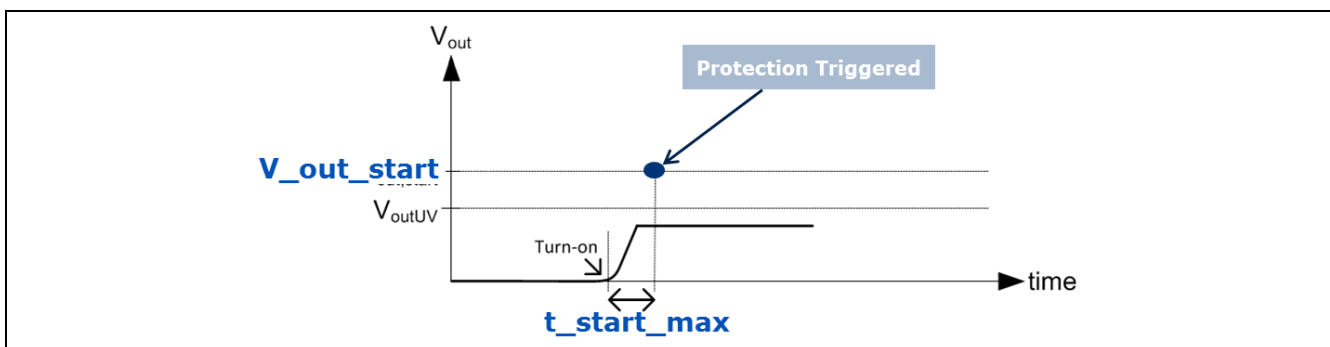 Vout
Protection Triggered
V_out_start
VoutUV
Turn-on
time
t_start_max